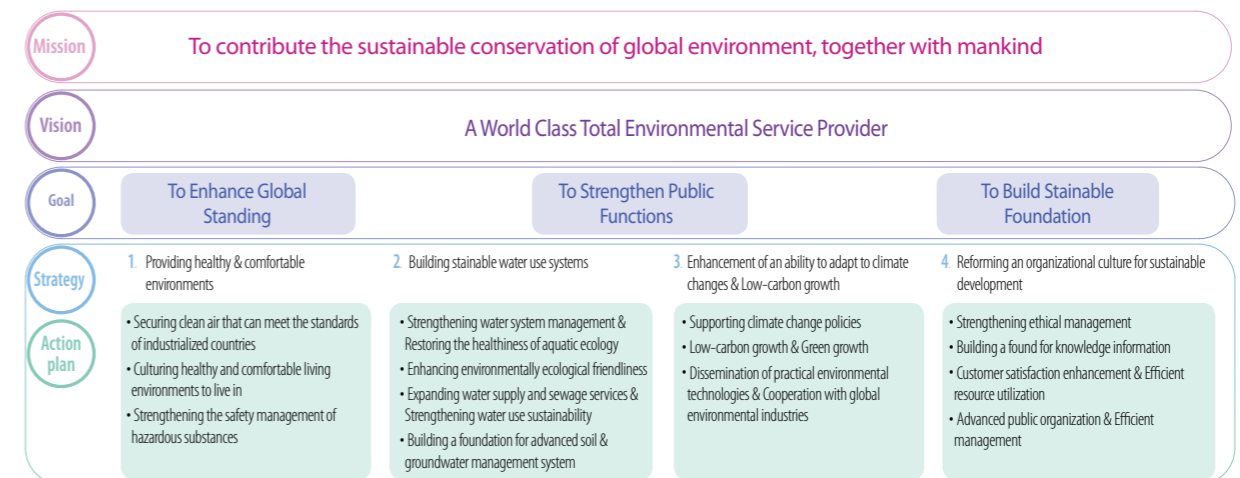 Mission
To contribute the sustainable conservation of global environment, together with mankind
Vision
A World Class Total Environmental Service Provider
Goal
To Enhance Global
Standing
To Strengthen Public
Functions
To Build Stainable
Foundation
Strategy
1. Providing healthy & comfortable
environments
2. Building stainable water use systems
3. Enhancement of an ability to adapt to climate
changes & Low-carbon growth
4. Reforming an organizational culture for sustainable
development
Action
plan
• Securing clean air that can meet the standards
of industrialized countries
• Culturing healthy and comfortable living
environments to live in
• Strengthening the safety management of
hazardous substances
• Strengthening water system management &
Restoring the healthiness of aquatic ecology
• Enhancing environmentally ecological friendliness
• Expanding water supply and sewage services &
Strengthening water use sustainability
• Building a foundation for advanced soil &
groundwater management system
• Supporting climate change policies
• Low-carbon growth & Green growth
• Dissemination of practical environmental
technologies & Cooperation with global
environmental industries
• Strengthening ethical management
• Building a found for knowledge information
• Customer satisfaction enhancement & Efficient
resource utilization
• Advanced public organization & Efficient
management